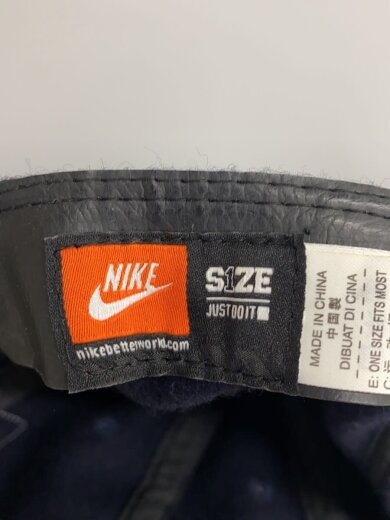 NIKE
nikebetterworld.com
S1ZE
JUST DO IT
MADE IN CHINA
中国製
DIBUAT DI CINA
E: ONE SIZE FITS MOST